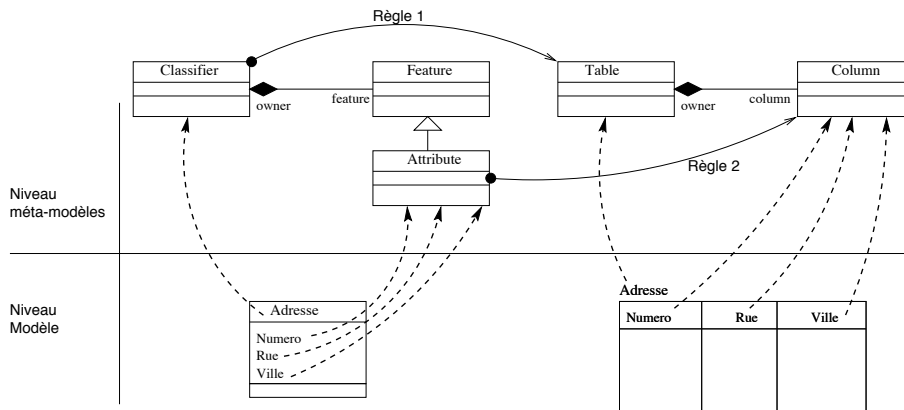 Règle 1
Classifier
Feature
Table
Column
owner
feature
owner
column
Attribute
Règle 2
Niveau
méta-modèles
Niveau
Modèle
Adresse
Numero
Rue
Ville
Adresse
Numero
Rue
Ville